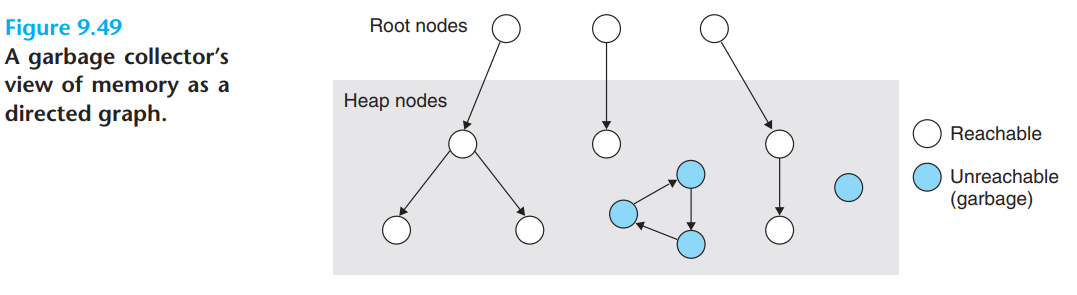 Figure 9.49
A garbage collector's
view of memory as a
directed graph.
Root nodes
Heap nodes
Reachable
Unreachable
(garbage)